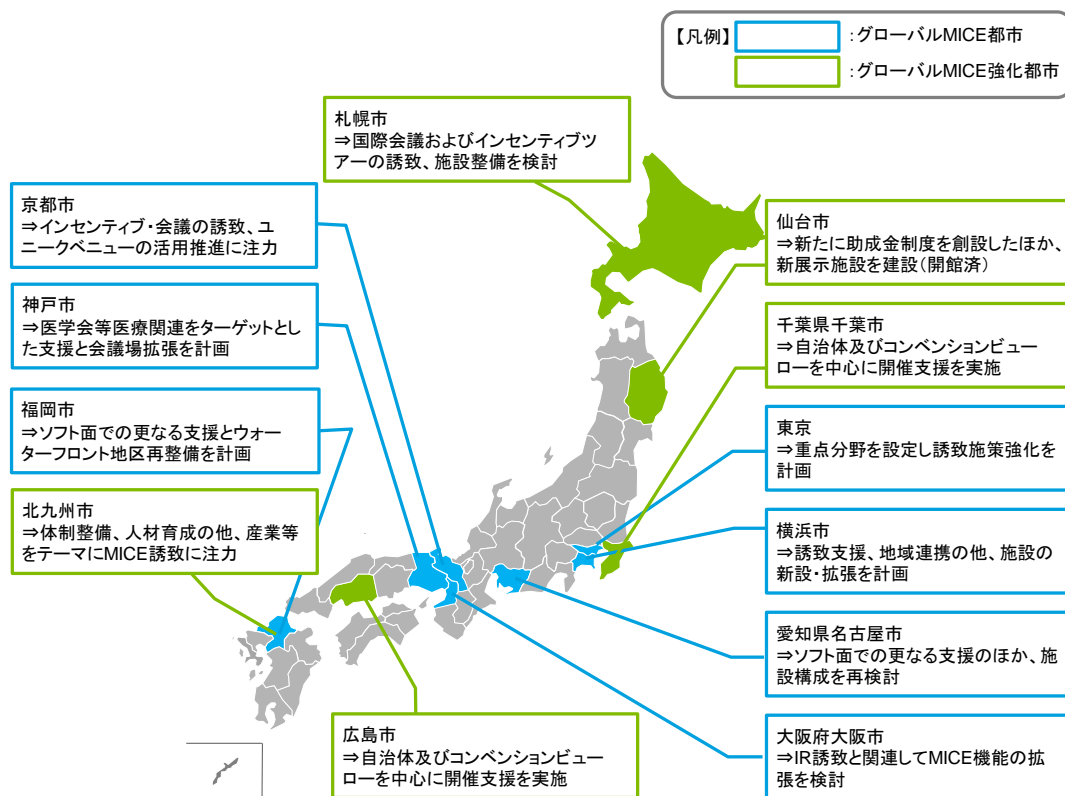 【凡例】
:グローバルMICE都市
:グローバルMICE強化都市
札幌市
⇒国際会議およびインセンティブツ
アーの誘致、施設整備を検討
京都市
⇒インセンティブ・会議の誘致、ユ
ニークベニューの活用推進に注力
神戸市
⇒医学会等医療関連をターゲットとし
た支援と会議場拡張を計画
福岡市
⇒ソフト面での更なる支援とウォー
ターフロント地区再整備を計画
北九州市
⇒体制整備、人材育成の他、産業等
をテーマにMICE誘致に注力
仙台市
⇒新たに助成金制度を創設したほか、
新展示施設を建設(開館済)
千葉県千葉市
⇒自治体及びコンベンションビュー
ローを中心に開催支援を実施
東京
⇒重点分野を設定し誘致施策強化を
計画
横浜市
⇒誘致支援、地域連携の他、施設の
新設・拡張を計画
愛知県名古屋市
⇒ソフト面での更なる支援のほか、施
設構成を再検討
大阪府大阪市
⇒IR誘致と関連してMICE機能の拡
張を検討
広島市
⇒自治体及びコンベンションビュー
ローを中心に開催支援を実施